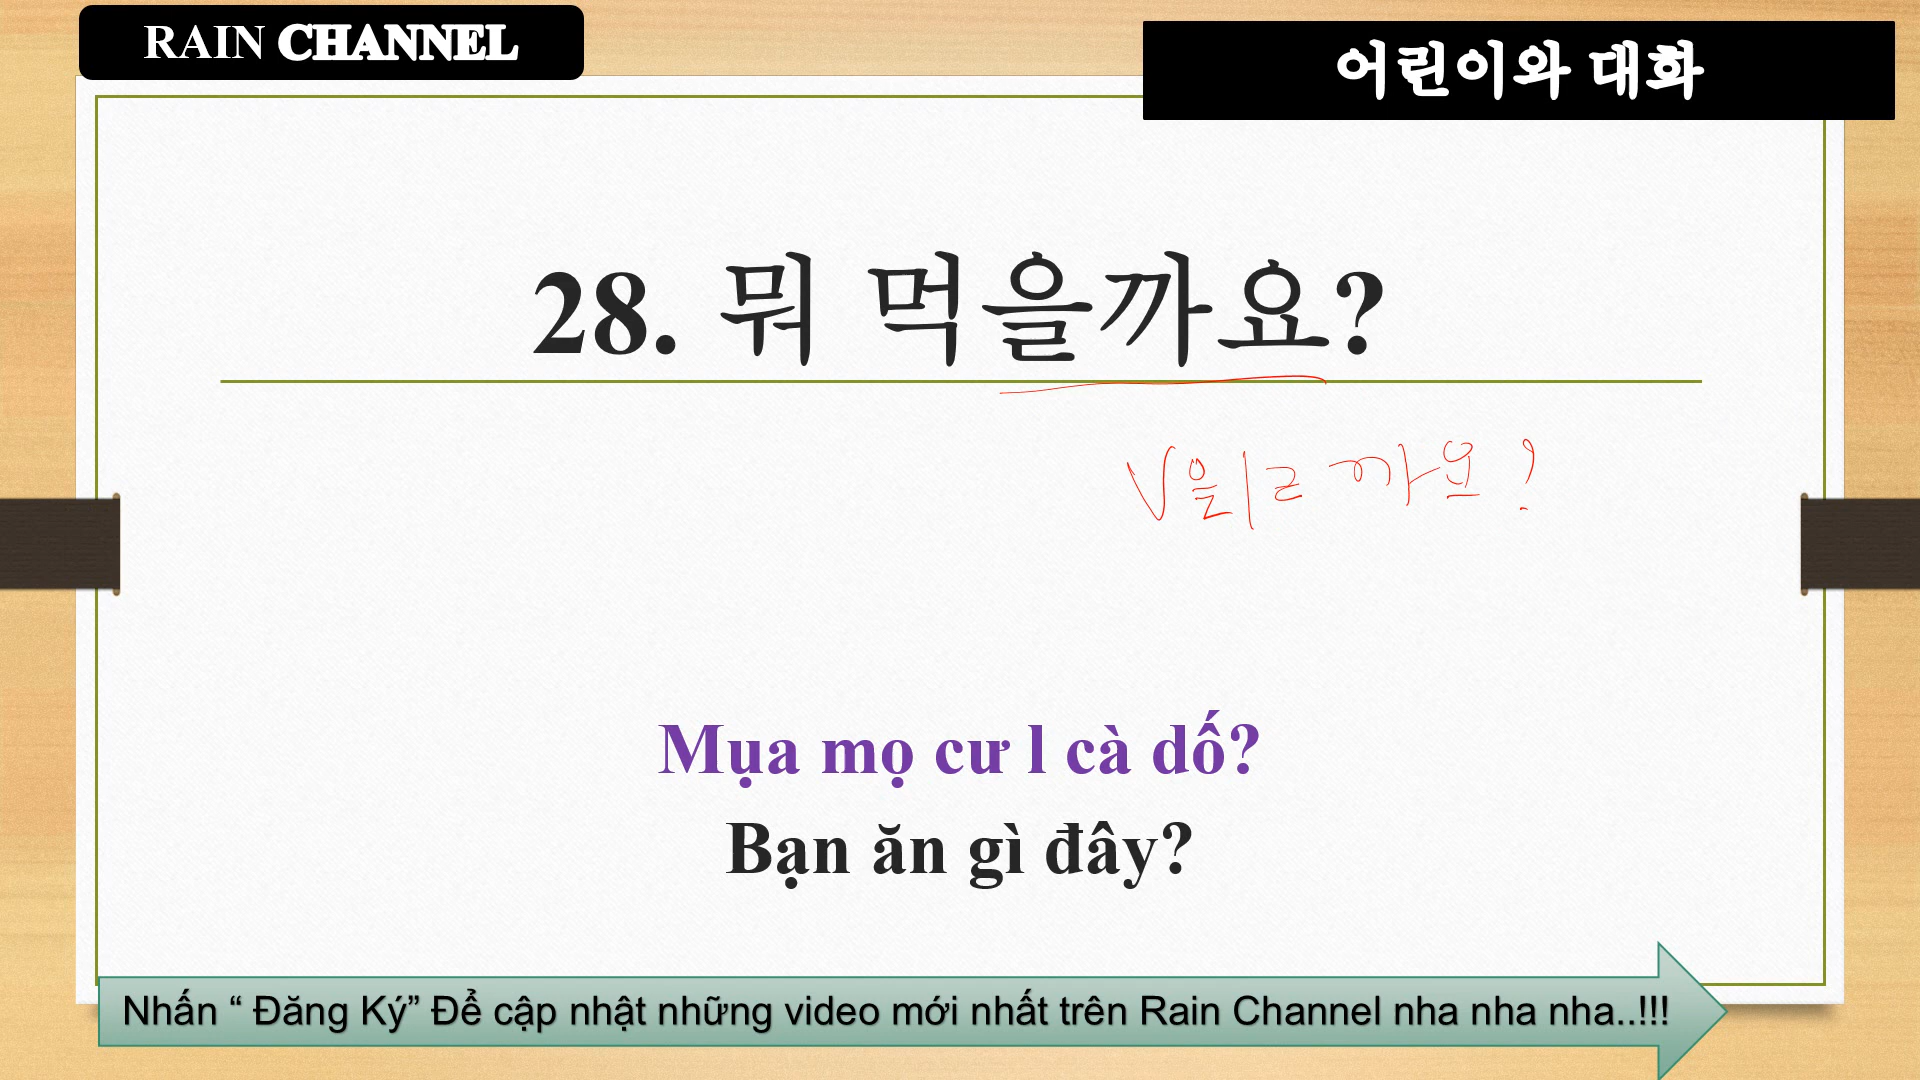 RAIN CHANNEL
어린이와 대화
28. 뭐 먹을까요?
V 을/ㄹ 까요?
Mụa mọ cư l cà dố?
Bạn ăn gì đây?
Nhấn “ Đăng Ký” Để cập nhật những video mới nhất trên Rain Channel nha nha nha..!!!